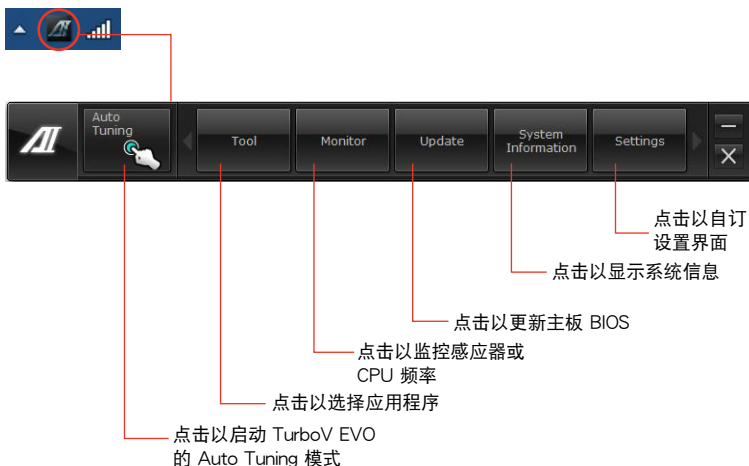 Auto
Tuning
Tool
Monitor
Update
System
Information
Settings
点击以自订
设置界面
点击以显示系统信息
点击以更新主板 BIOS
点击以监控感应器或
CPU 频率
点击以选择应用程序
点击以启动 TurboV EVO
的 Auto Tuning 模式